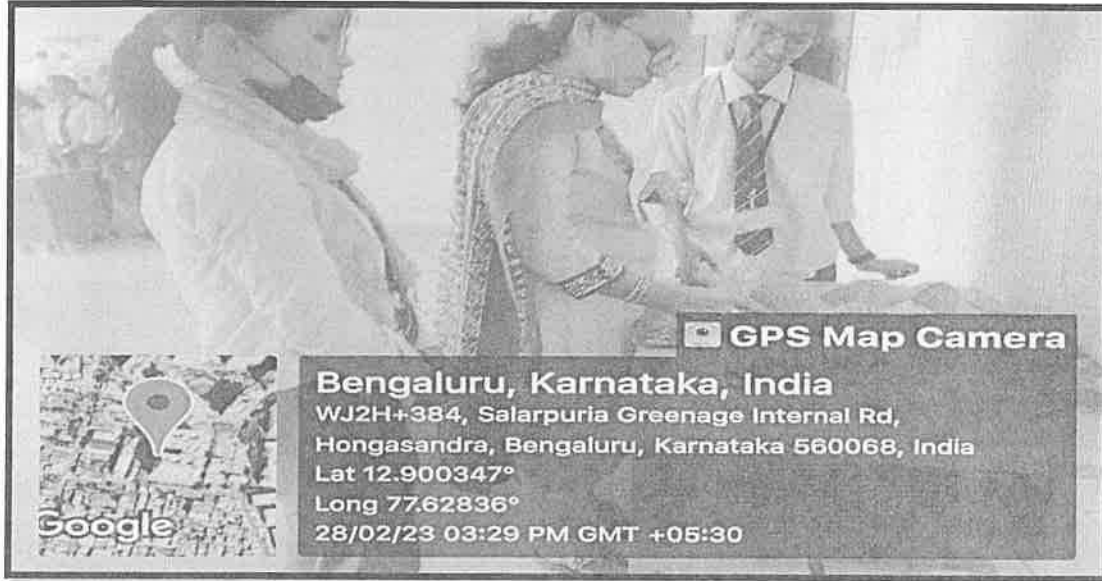 GPS Map Camera
Bengaluru, Karnataka, India
WJ2H+384, Salarpuria Greenage Internal Rd,
Hongasandra, Bengaluru, Karnataka 560068, India
Lat 12.900347°
Long 77.62836°
28/02/23 03:29 PM GMT +05:30
Google